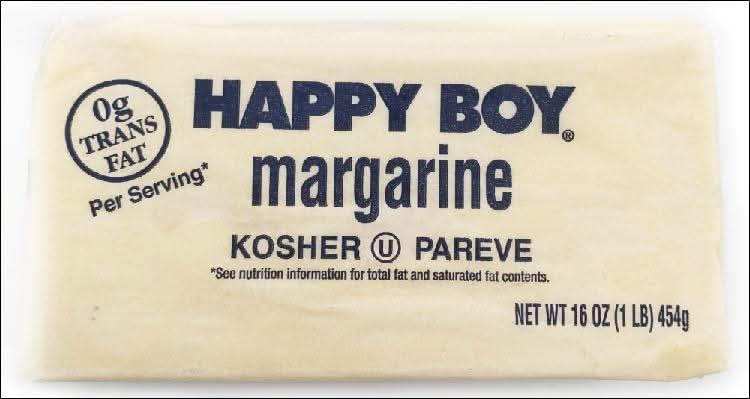 0g
TRANS
FAT
Per Serving*
HAPPY BOY®
margarine
KOSHER Ⓤ PAREVE
*See nutrition information for total fat and saturated fat contents.
NET WT 16 OZ (1 LB) 454g